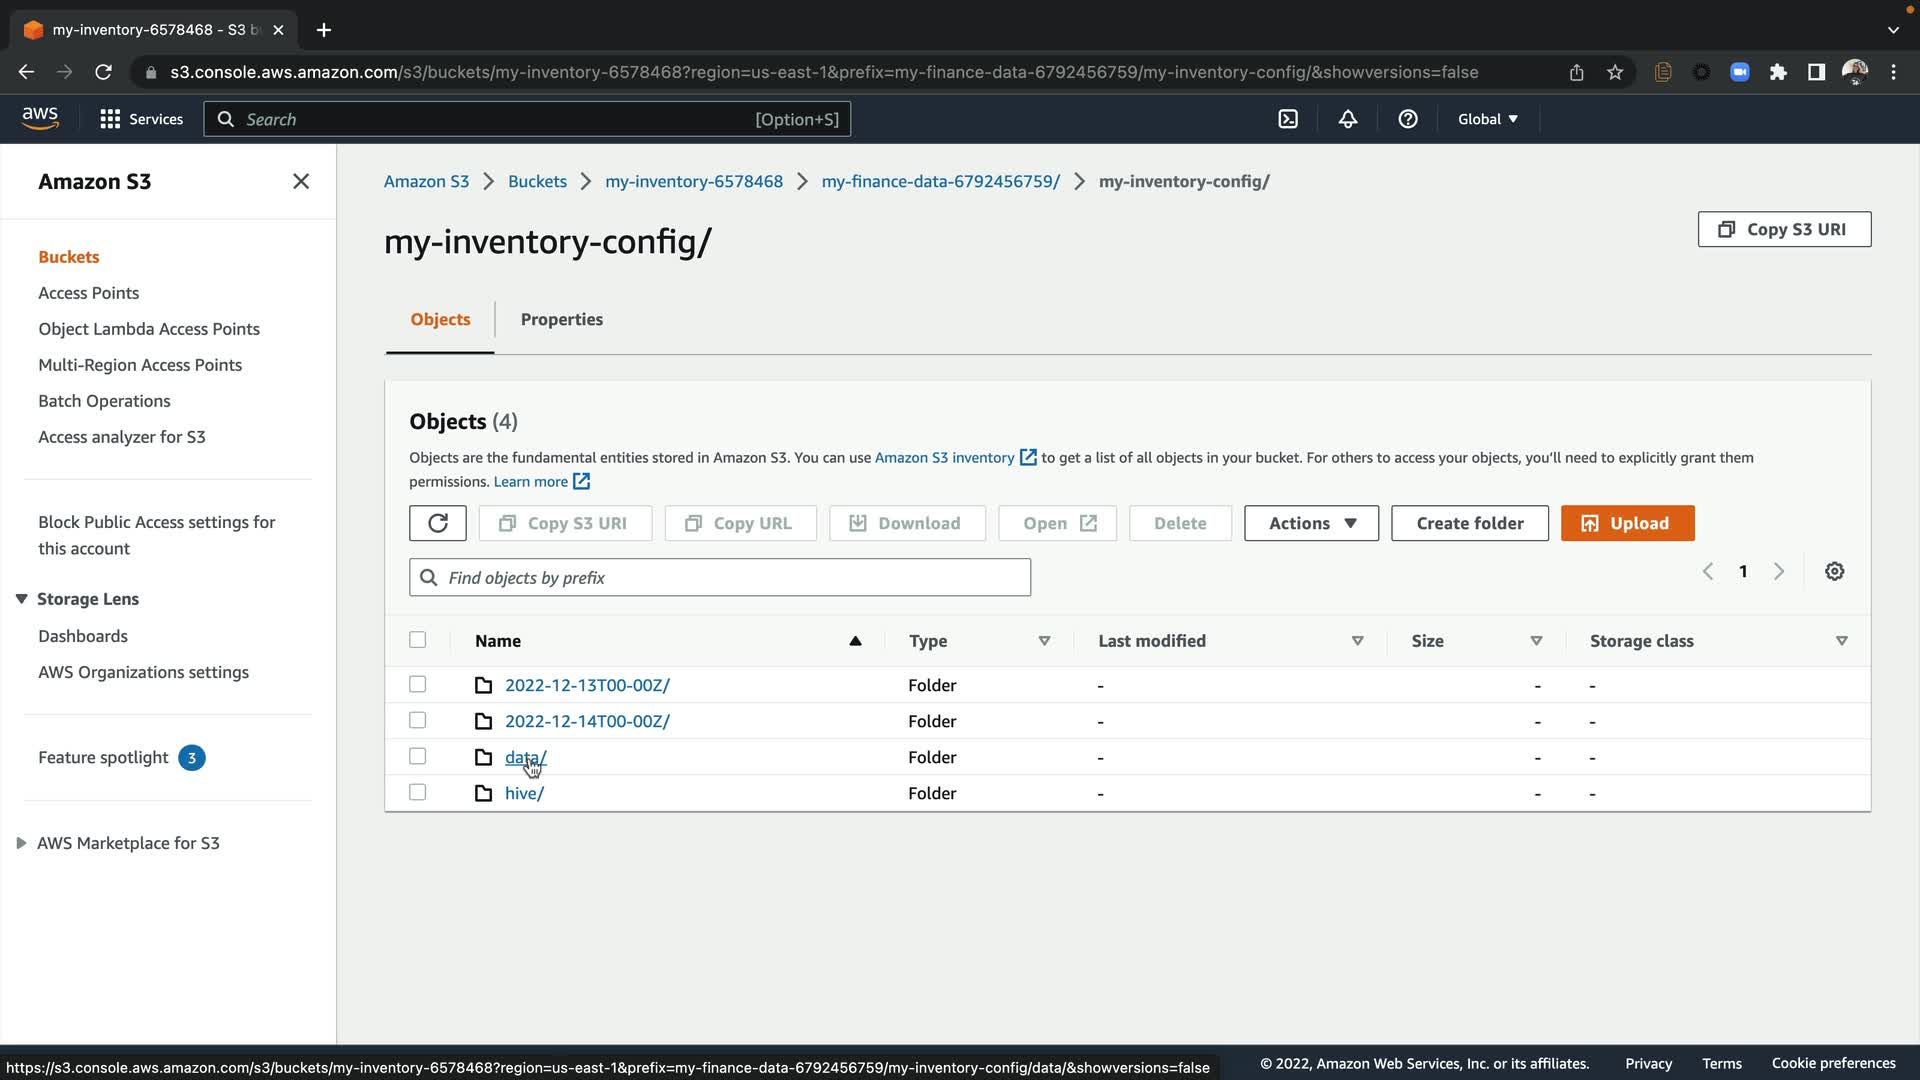 my-inventory-6578468 - S3 b
s3.console.aws.amazon.com/s3/buckets/my-inventory-6578468?region=us-east-1&prefix=my-finance-data-6792456759/my-inventory-config/&showversions=false
aws
Services
Search
[Option+S]
Global
Amazon S3
Amazon S3
Buckets
my-inventory-6578468
my-finance-data-6792456759/
my-inventory-config/
my-inventory-config/
Copy S3 URI
Buckets
Access Points
Object Lambda Access Points
Multi-Region Access Points
Batch Operations
Access analyzer for S3
Block Public Access settings for
this account
Storage Lens
Dashboards
AWS Organizations settings
Feature spotlight 3
AWS Marketplace for S3
Objects
Properties
Objects (4)
Objects are the fundamental entities stored in Amazon S3. You can use Amazon S3 inventory to get a list of all objects in your bucket. For others to access your objects, you'll need to explicitly grant them
permissions. Learn more
Copy S3 URI
Copy URL
Download
Open
Delete
Actions
Create folder
Upload
Find objects by prefix
1
Name Type Last modified Size Storage class
2022-12-13T00-00Z/ Folder - - -
2022-12-14T00-00Z/ Folder - - -
data/ Folder - - -
hive/ Folder - - -
https://s3.console.aws.amazon.com/s3/buckets/my-inventory-6578468?region=us-east-1&prefix=my-finance-data-6792456759/my-inventory-config/data/&showversions=false
© 2022, Amazon Web Services, Inc. or its affiliates.
Privacy
Terms
Cookie preferences